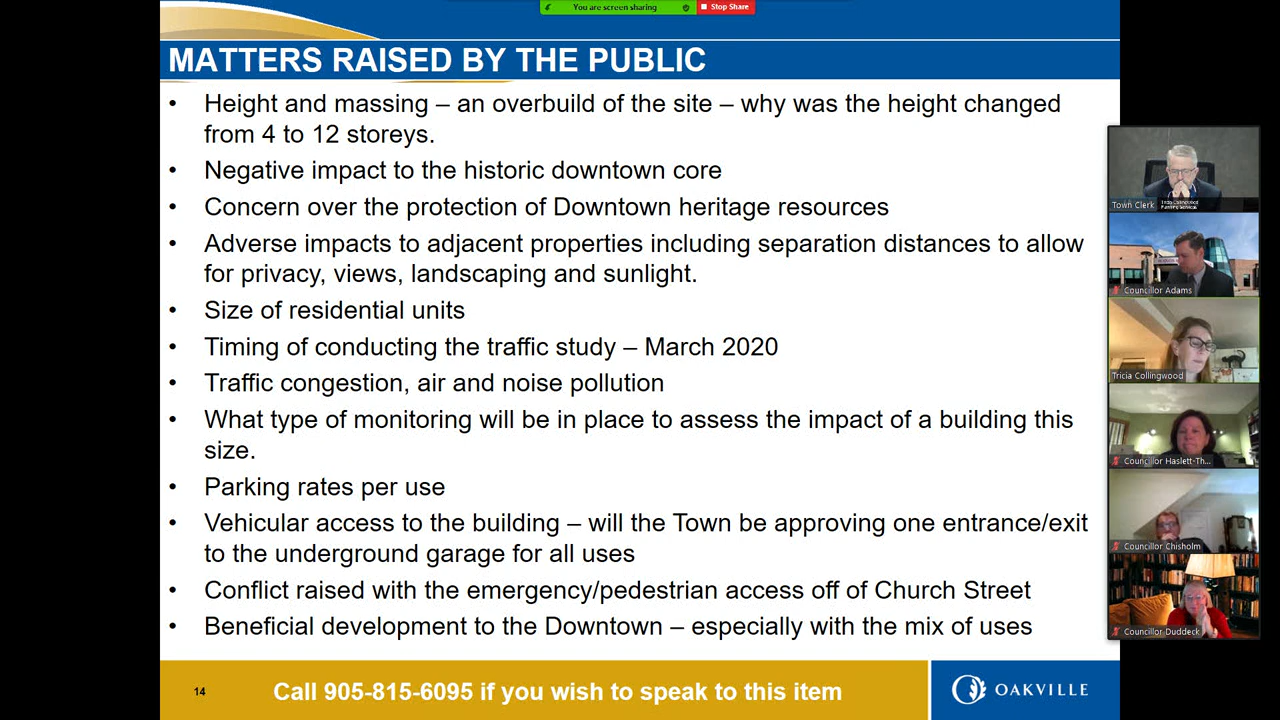 You are screen sharing
Stop Share
MATTERS RAISED BY THE PUBLIC
• Height and massing – an overbuild of the site – why was the height changed
from 4 to 12 storeys.
• Negative impact to the historic downtown core
• Concern over the protection of Downtown heritage resources
• Adverse impacts to adjacent properties including separation distances to allow
for privacy, views, landscaping and sunlight.
• Size of residential units
• Timing of conducting the traffic study – March 2020
• Traffic congestion, air and noise pollution
• What type of monitoring will be in place to assess the impact of a building this
size.
• Parking rates per use
• Vehicular access to the building – will the Town be approving one entrance/exit
to the underground garage for all uses
• Conflict raised with the emergency/pedestrian access off of Church Street
• Beneficial development to the Downtown – especially with the mix of uses
14
Call 905-815-6095 if you wish to speak to this item
OAKVILLE
Town Clerk
Tricia Collingwood
Planning Services
Councillor Adams
Tricia Collingwood
Councillor Haslett-Th...
Councillor Chisholm
Councillor Duddeck